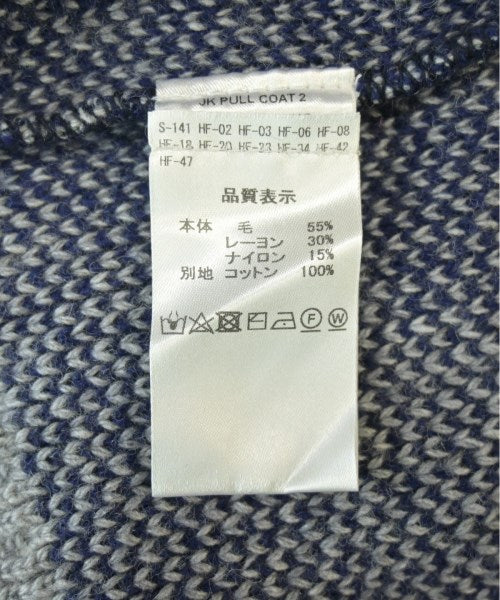 JK PULL COAT 2
S-141 HF-02 HF-03 HF-06 HF-08
HF-18 HF-20 HF-23 HF-34 HF-42
HF-47
品質表示
本体 毛 55%
レーヨン 30%
ナイロン 15%
別地 コットン 100%
F W